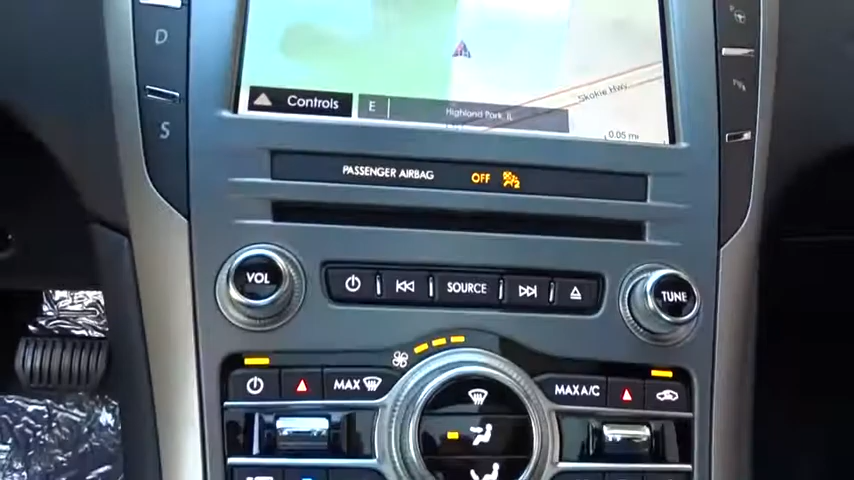 D
S
Controls
E
Highland Park, IL
Skokie Hwy
0.05 mi
PASSENGER AIRBAG OFF
VOL
SOURCE
TUNE
MAX
MAX A/C